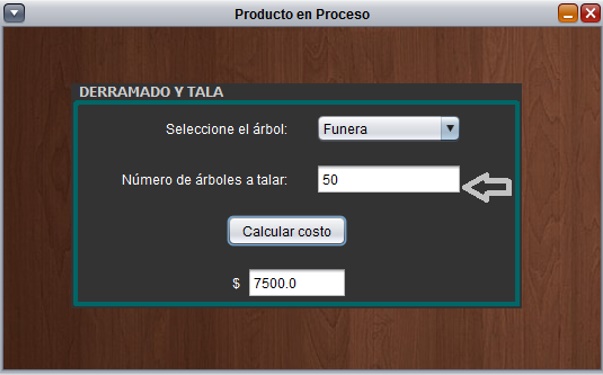 Producto en Proceso
DERRAMADO Y TALA
Seleccione el árbol: Funera
Número de árboles a talar: 50
Calcular costo
$ 7500.0